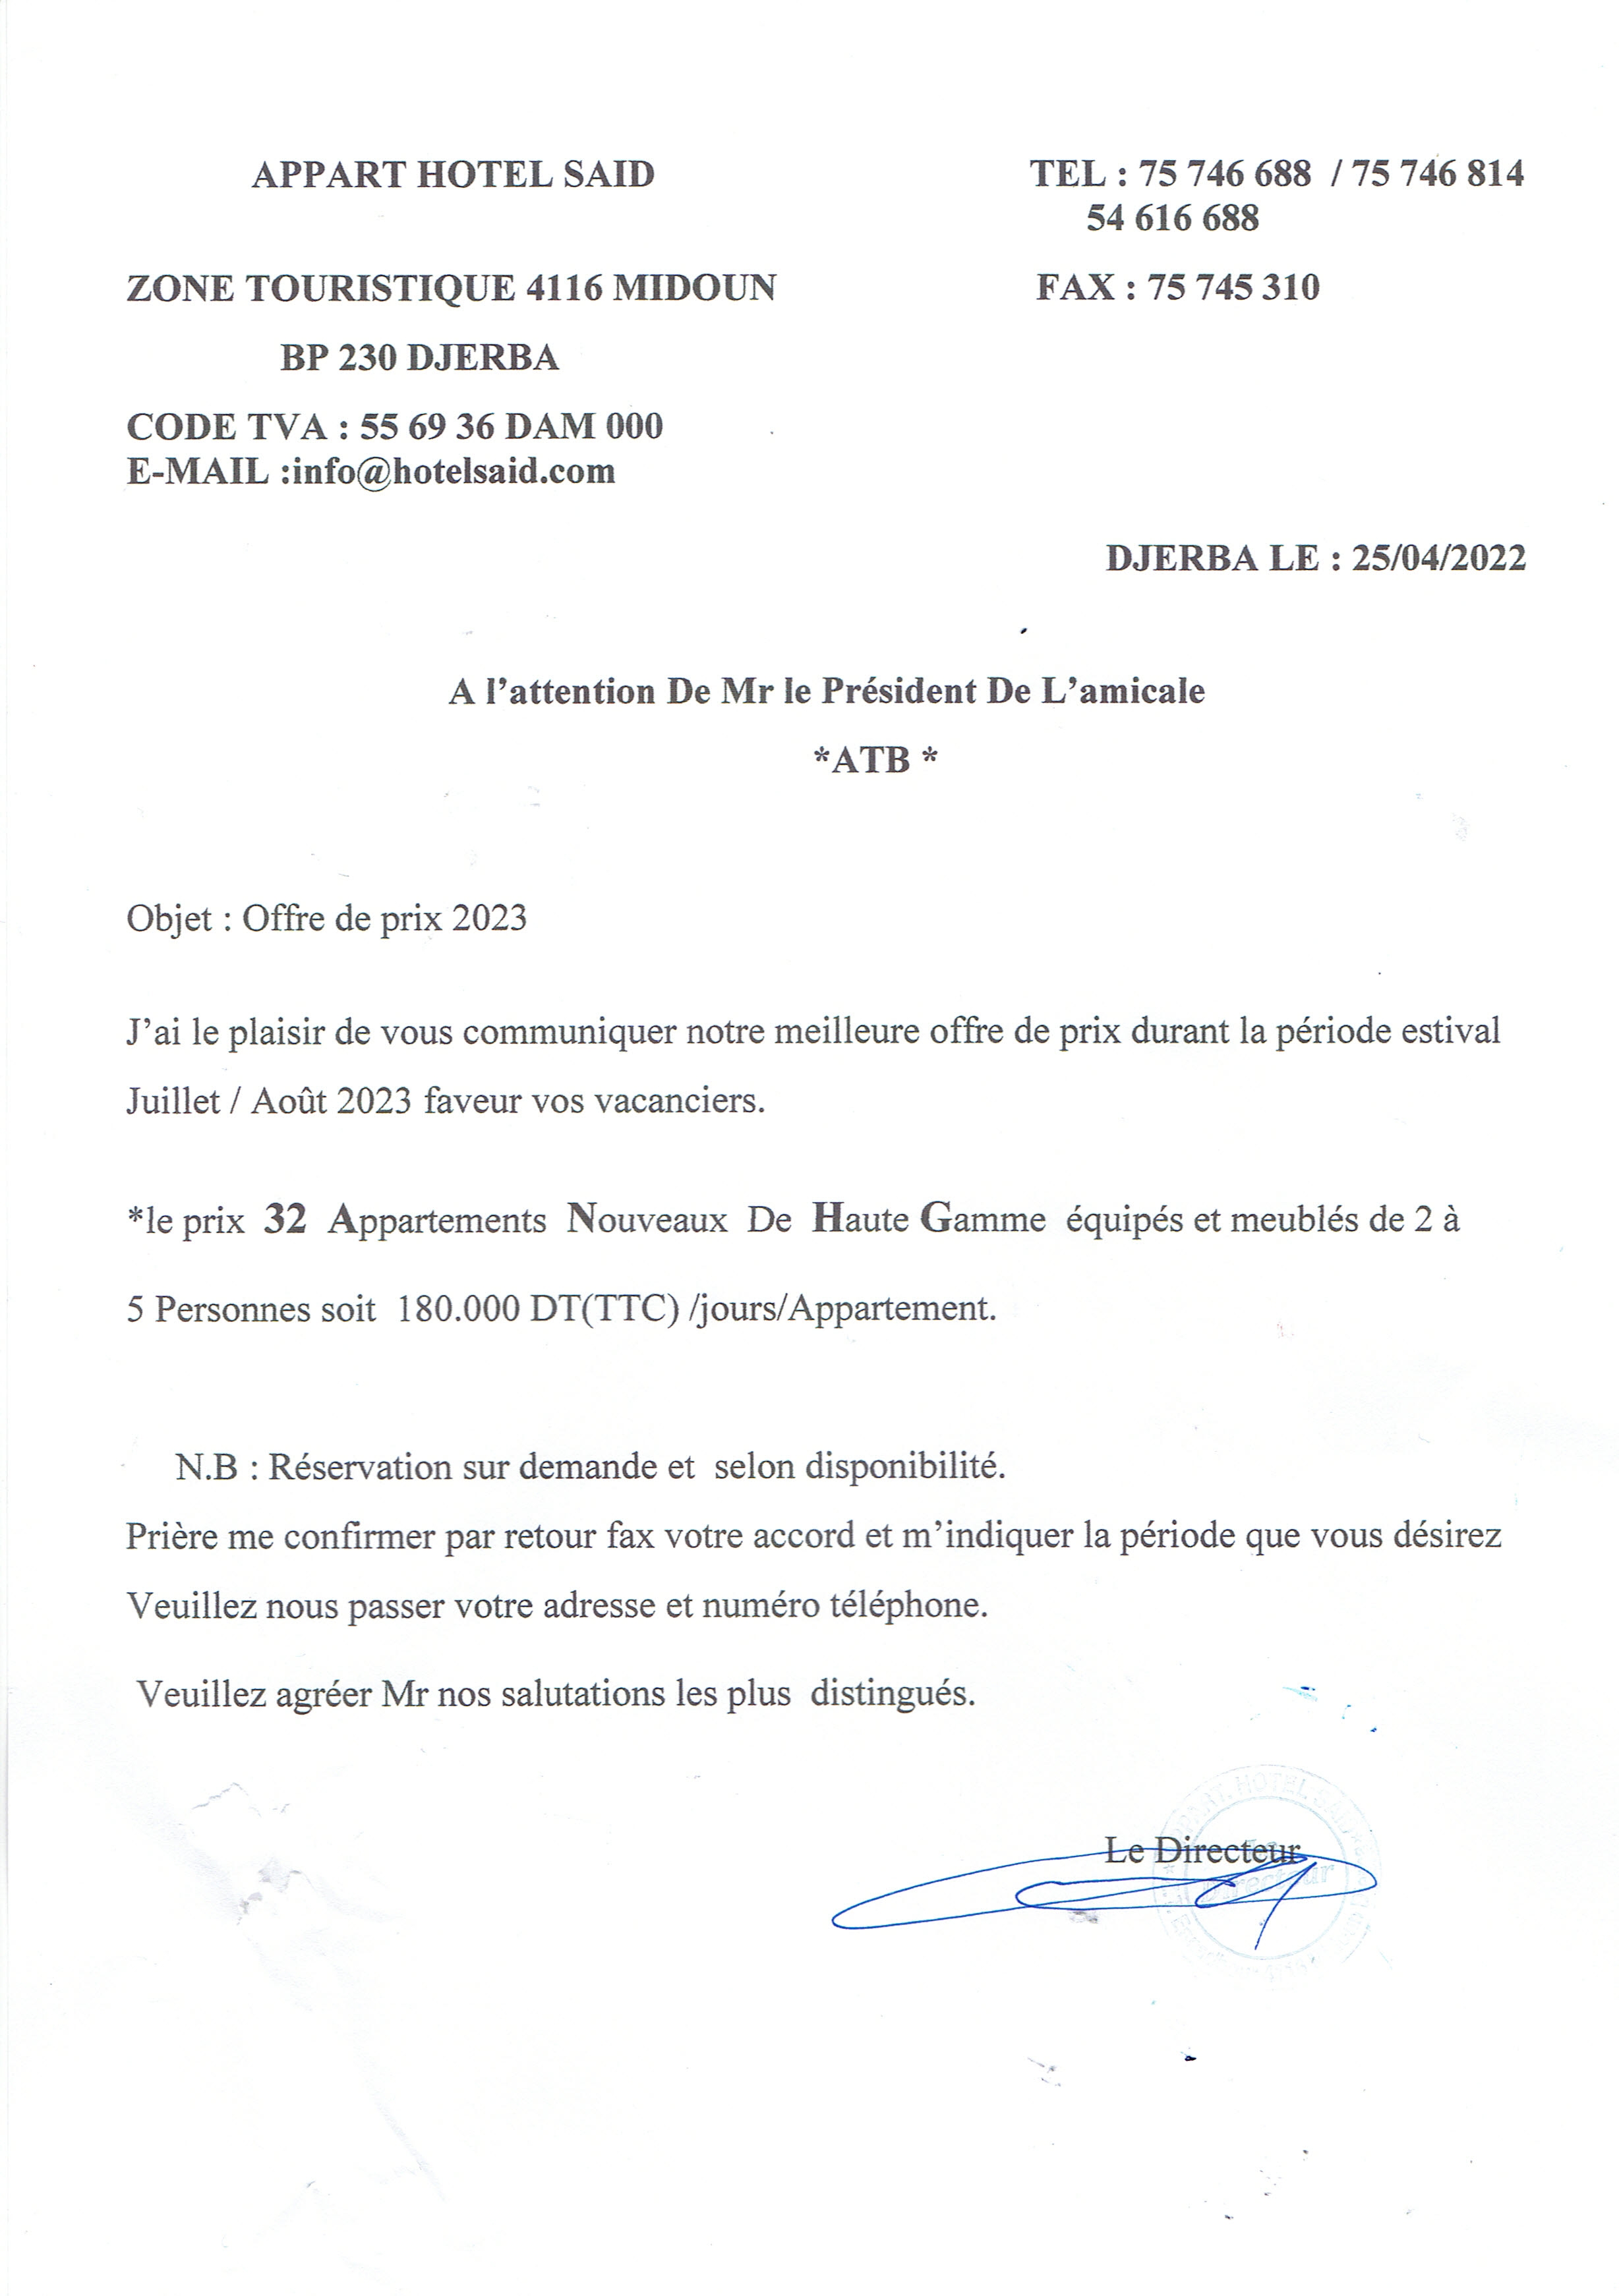 APPART HOTEL SAID
TEL : 75 746 688 / 75 746 814
54 616 688
ZONE TOURISTIQUE 4116 MIDOUN
FAX : 75 745 310
BP 230 DJERBA
CODE TVA : 55 69 36 DAM 000
E-MAIL :info@hotelsaid.com
DJERBA LE : 25/04/2022
A l’attention De Mr le Président De L’amicale
*ATB *
Objet : Offre de prix 2023
J’ai le plaisir de vous communiquer notre meilleure offre de prix durant la période estival
Juillet / Août 2023 faveur vos vacanciers.
*le prix 32 Appartements Nouveaux De Haute Gamme équipés et meublés de 2 à
5 Personnes soit 180.000 DT(TTC) /jours/Appartement.
N.B : Réservation sur demande et selon disponibilité.
Prière me confirmer par retour fax votre accord et m’indiquer la période que vous désirez
Veuillez nous passer votre adresse et numéro téléphone.
Veuillez agréer Mr nos salutations les plus distingués.
Le Directeur
APPART. HOTEL
Directeur